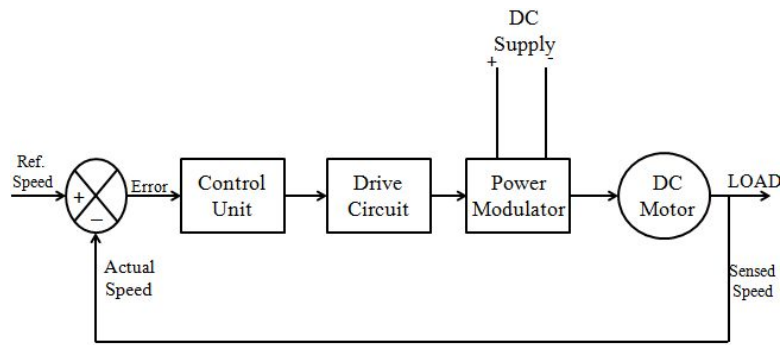 DC
Supply
+ -
Ref.
Speed
+
−
Error
Control
Unit
Drive
Circuit
Power
Modulator
DC
Motor
LOAD
Actual
Speed
Sensed
Speed